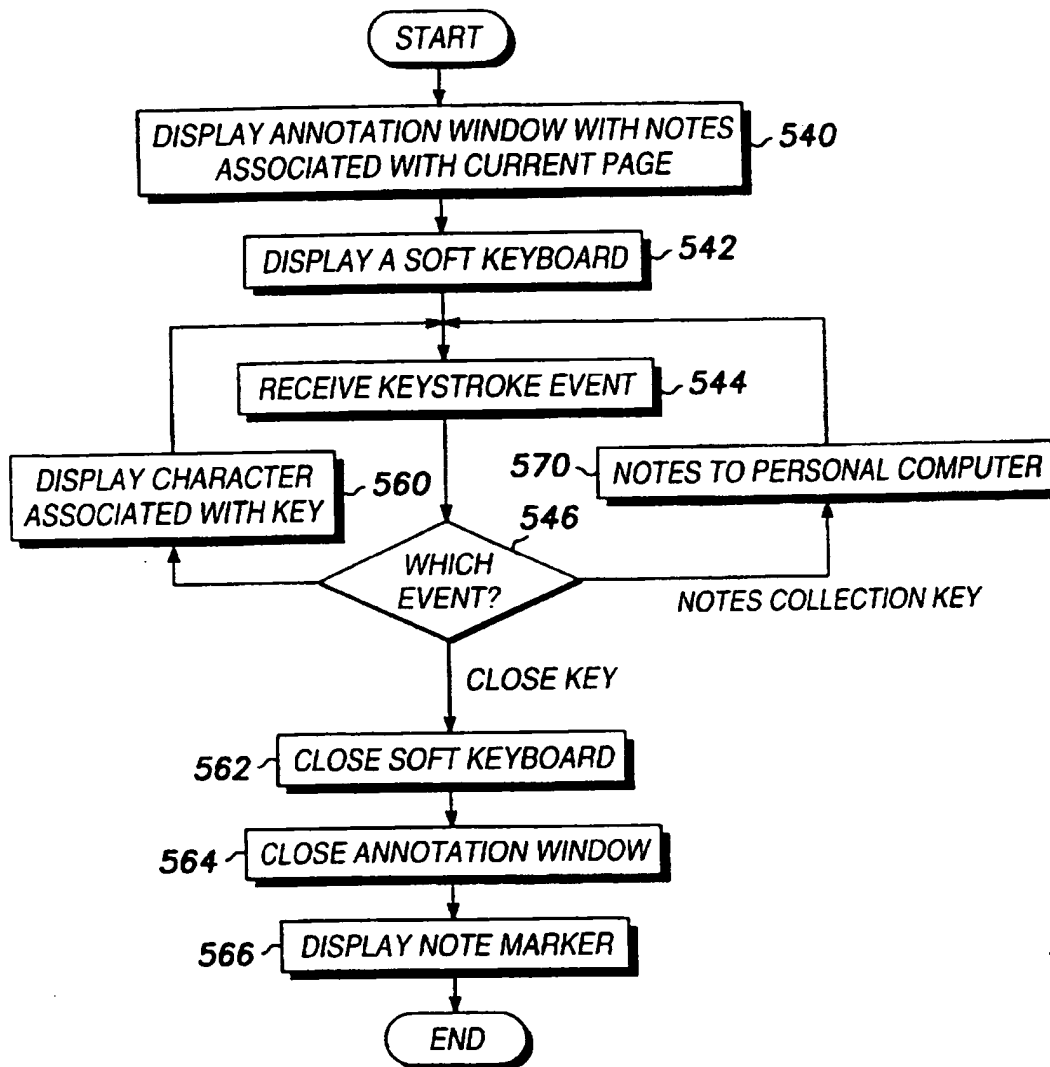 START
DISPLAY ANNOTATION WINDOW WITH NOTES
ASSOCIATED WITH CURRENT PAGE
540
DISPLAY A SOFT KEYBOARD
542
RECEIVE KEYSTROKE EVENT
544
DISPLAY CHARACTER
ASSOCIATED WITH KEY
560
570
NOTES TO PERSONAL COMPUTER
546
WHICH
EVENT?
NOTES COLLECTION KEY
CLOSE KEY
562
CLOSE SOFT KEYBOARD
564
CLOSE ANNOTATION WINDOW
566
DISPLAY NOTE MARKER
END